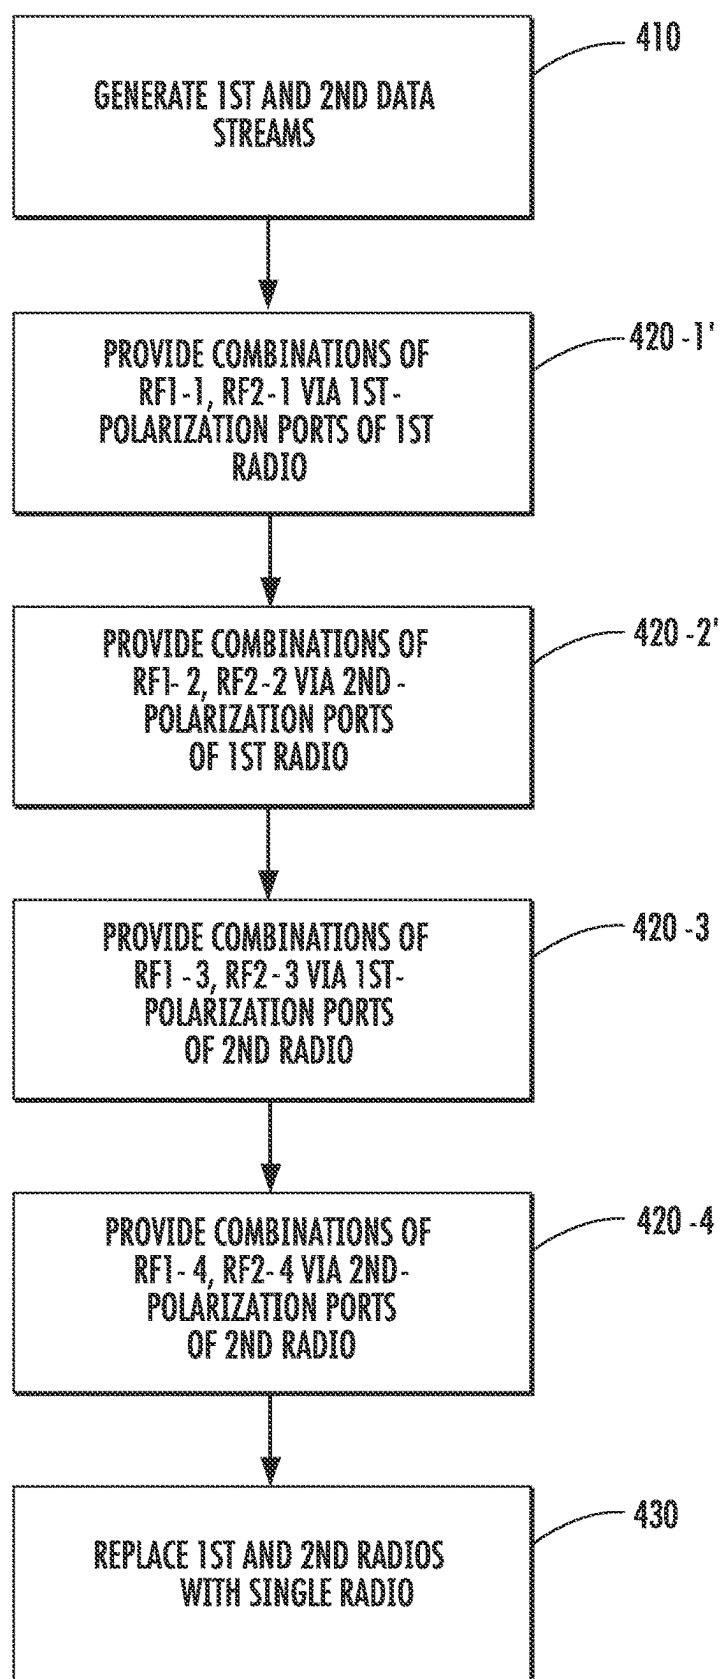 410
GENERATE 1ST AND 2ND DATA
STREAMS
420-1'
PROVIDE COMBINATIONS OF
RF1-1, RF2-1 VIA 1ST-
POLARIZATION PORTS OF 1ST
RADIO
420-2'
PROVIDE COMBINATIONS OF
RF1-2, RF2-2 VIA 2ND-
POLARIZATION PORTS
OF 1ST RADIO
420-3
PROVIDE COMBINATIONS OF
RF1-3, RF2-3 VIA 1ST-
POLARIZATION PORTS
OF 2ND RADIO
420-4
PROVIDE COMBINATIONS OF
RF1-4, RF2-4 VIA 2ND-
POLARIZATION PORTS
OF 2ND RADIO
430
REPLACE 1ST AND 2ND RADIOS
WITH SINGLE RADIO